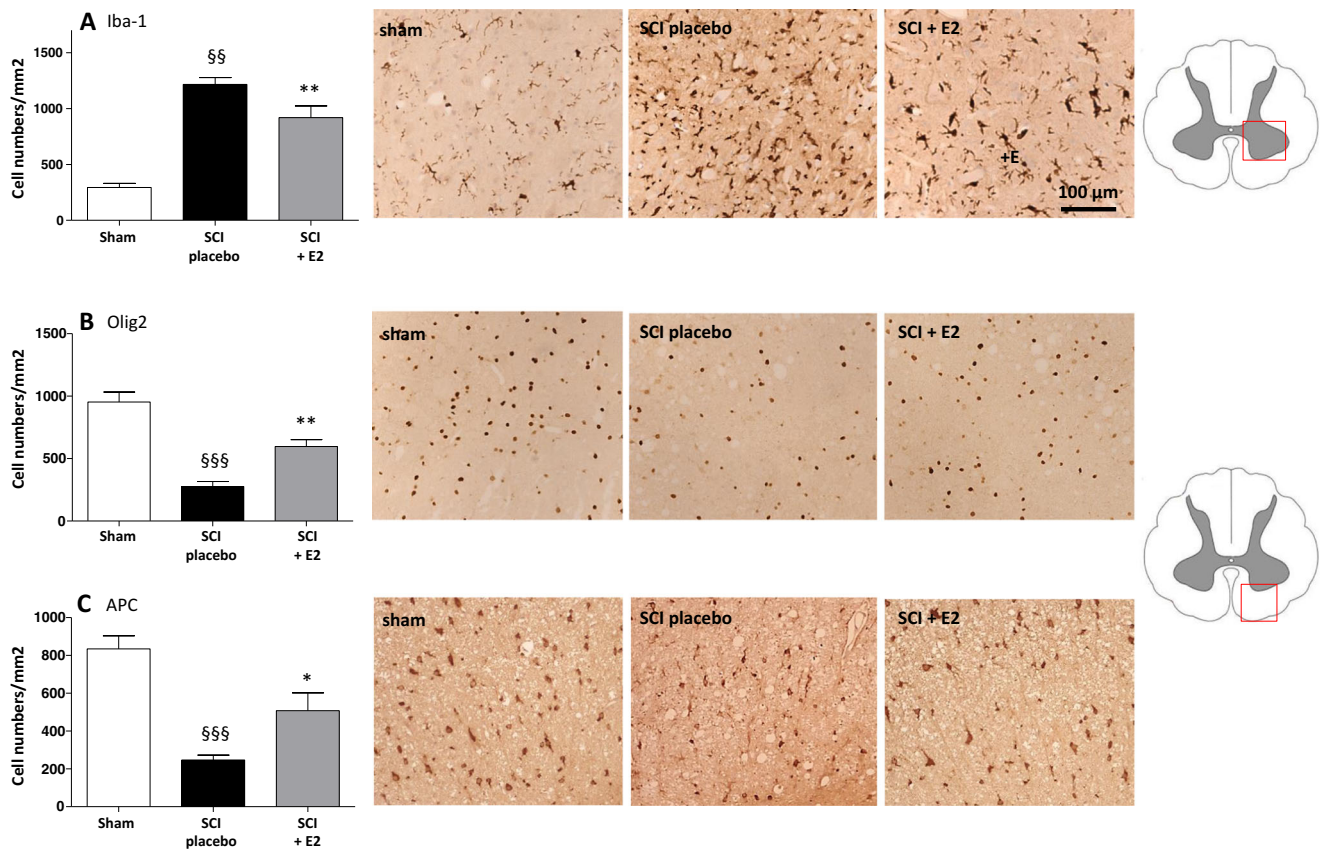 A Iba-1
Cell numbers/mm2
1500
1000
500
0
§§
**
Sham
SCI
placebo
SCI
+ E2
sham
SCI placebo
SCI + E2
+E
100 µm
B Olig2
Cell numbers/mm2
1500
1000
500
0
§§§
**
Sham
SCI
placebo
SCI
+ E2
sham
SCI placebo
SCI + E2
C APC
Cell numbers/mm2
1000
800
600
400
200
0
§§§
*
Sham
SCI
placebo
SCI
+ E2
sham
SCI placebo
SCI + E2